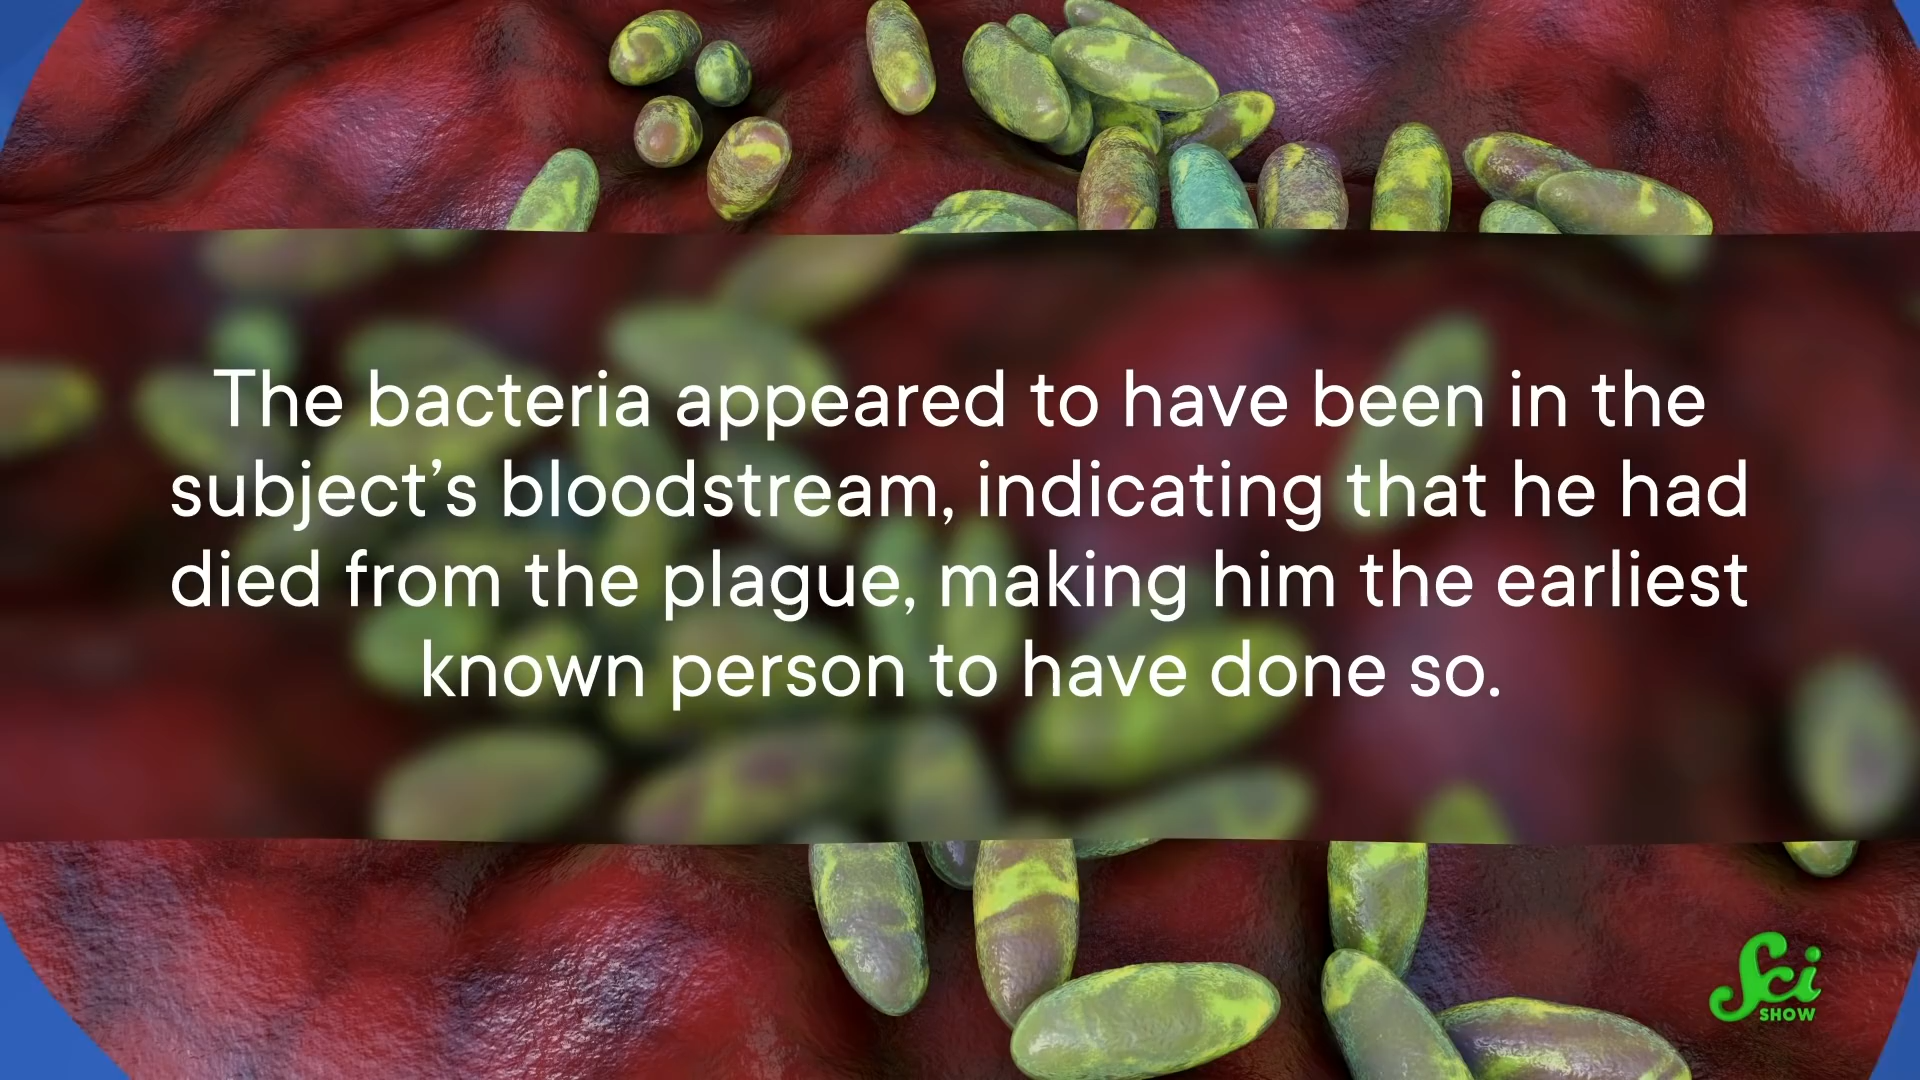 The bacteria appeared to have been in the
subject’s bloodstream, indicating that he had
died from the plague, making him the earliest
known person to have done so.
Sci
SHOW